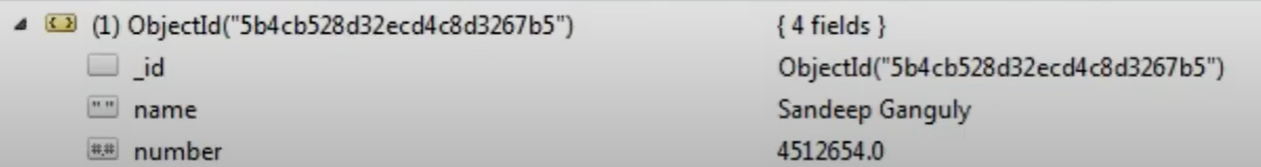 (1) ObjectId("5b4cb528d32ecd4c8d3267b5") { 4 fields }
_id ObjectId("5b4cb528d32ecd4c8d3267b5")
name Sandeep Ganguly
number 4512654.0